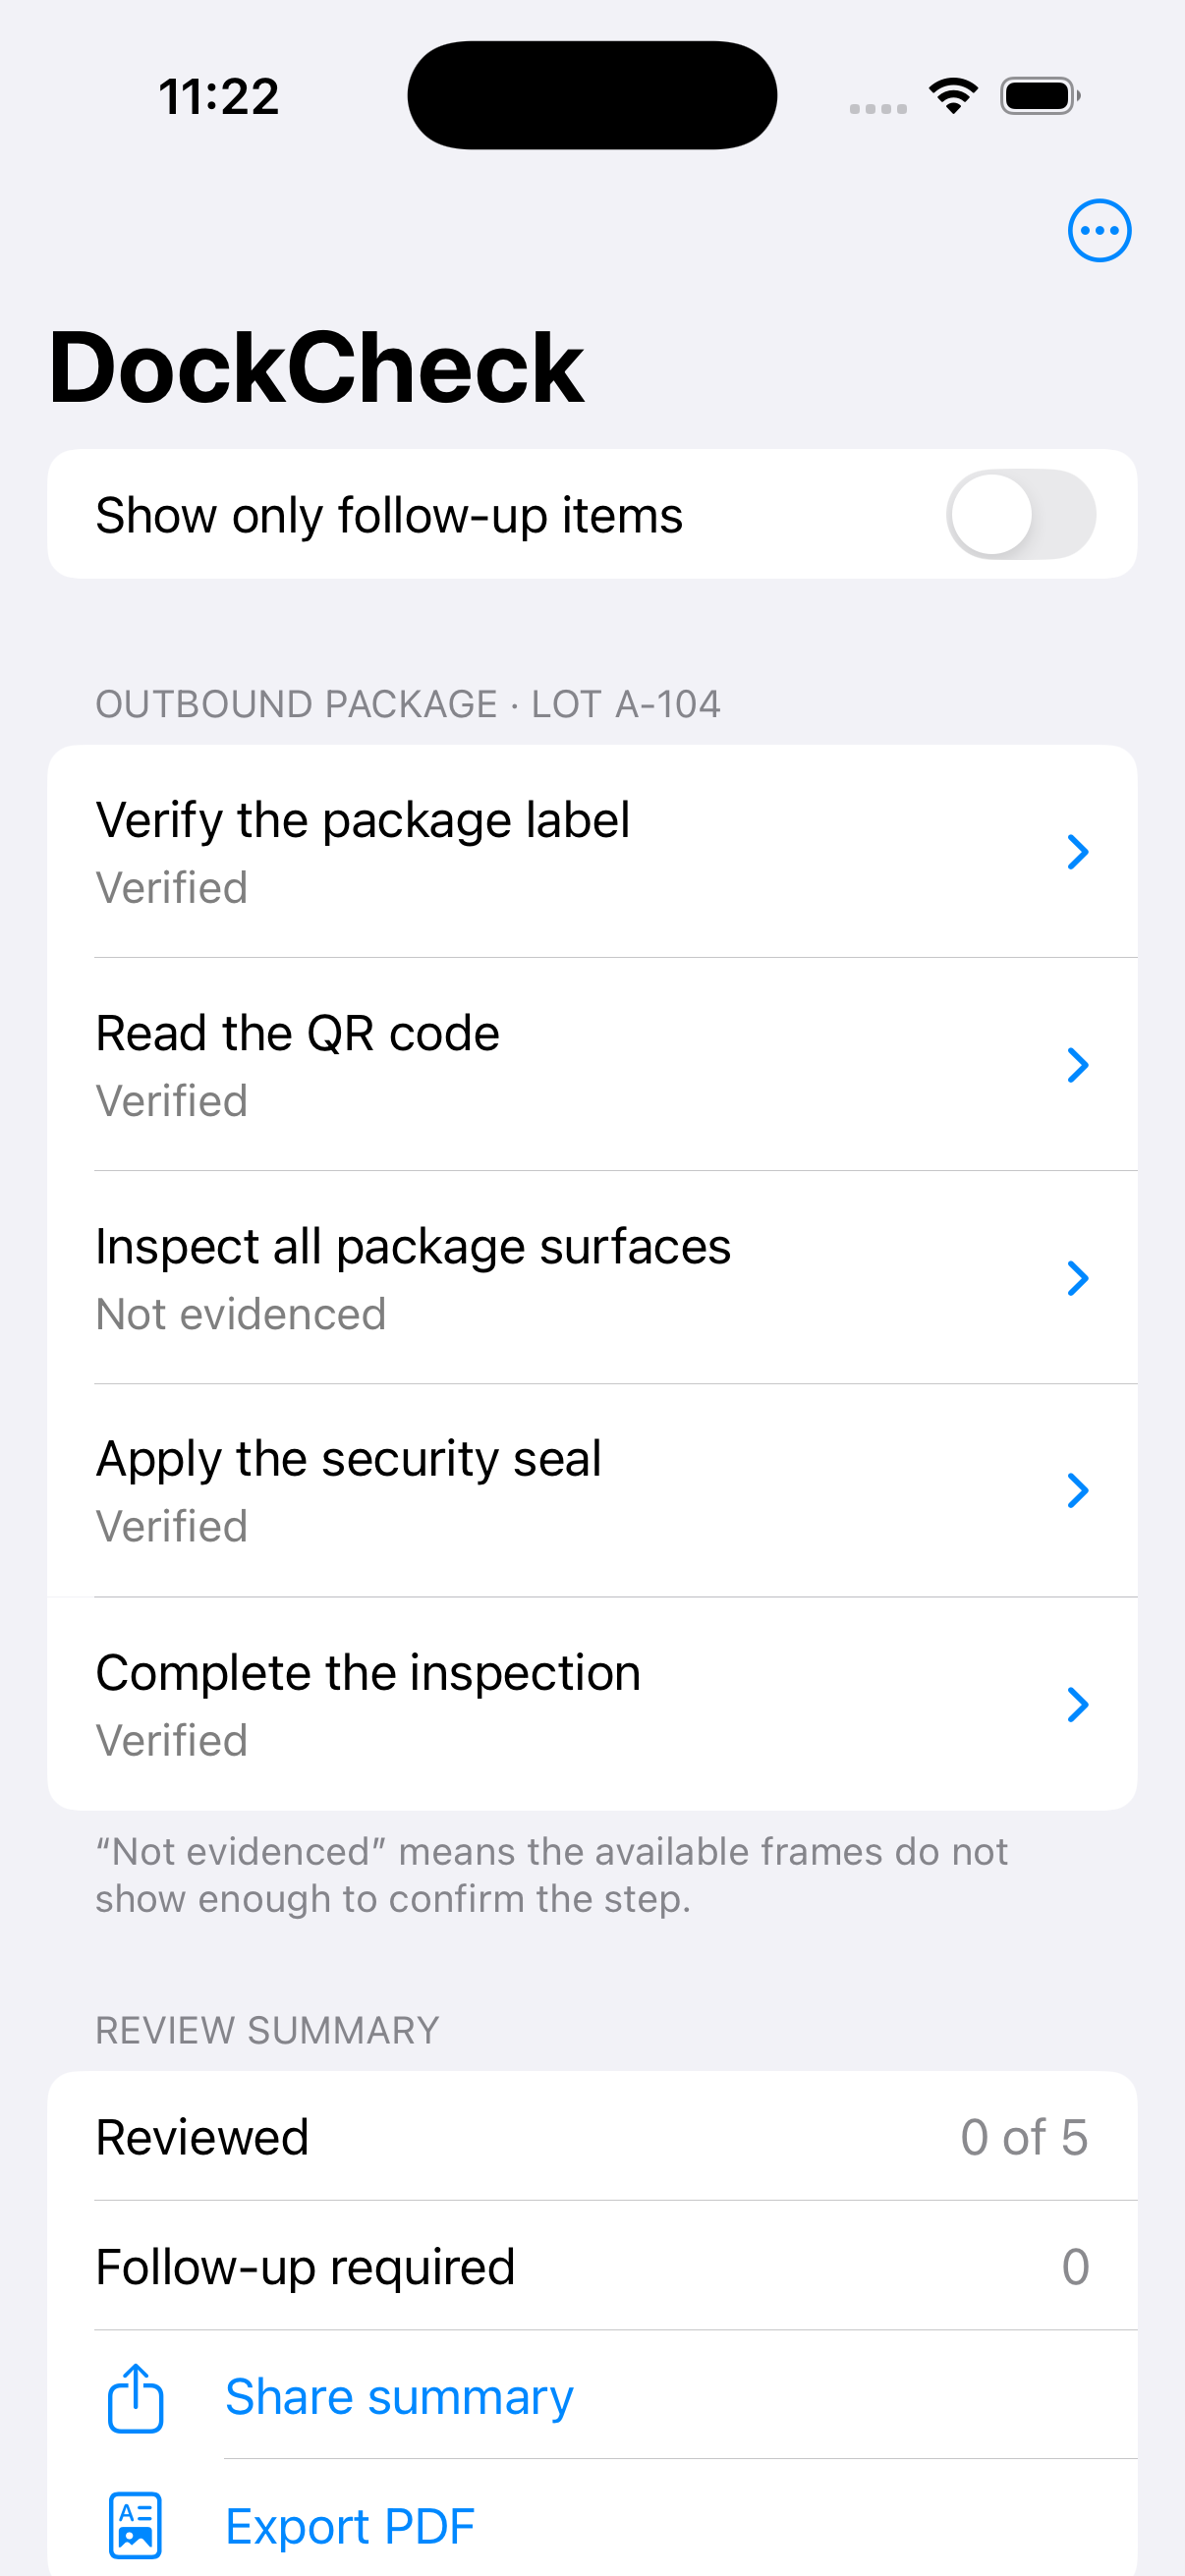 11:22
DockCheck
Show only follow-up items
OUTBOUND PACKAGE · LOT A-104
Verify the package label
Verified
Read the QR code
Verified
Inspect all package surfaces
Not evidenced
Apply the security seal
Verified
Complete the inspection
Verified
“Not evidenced” means the available frames do not
show enough to confirm the step.
REVIEW SUMMARY
Reviewed 0 of 5
Follow-up required 0
Share summary
Export PDF